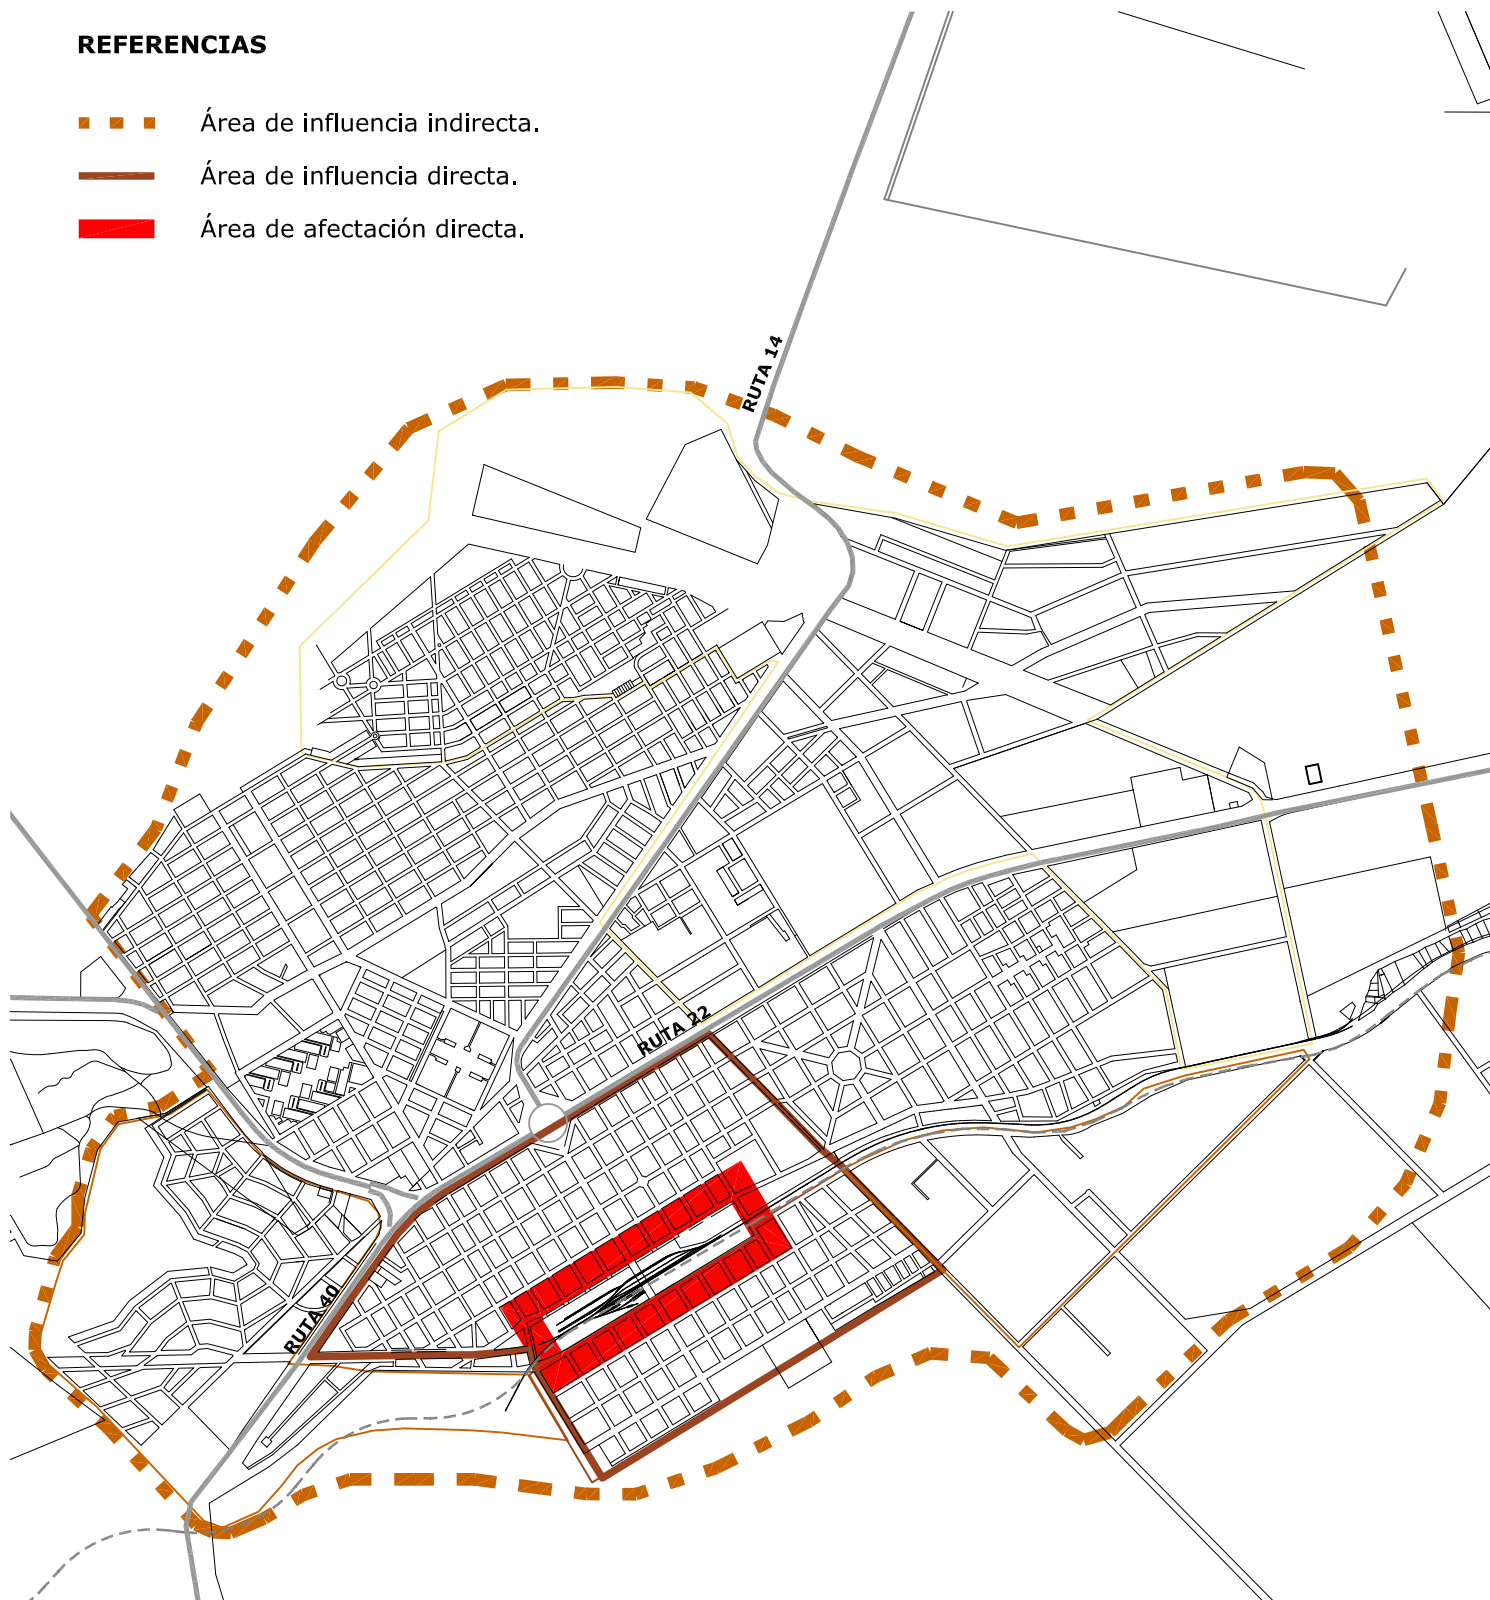 REFERENCIAS
Área de influencia indirecta.
Área de influencia directa.
Área de afectación directa.
RUTA 14
RUTA 22
RUTA 40